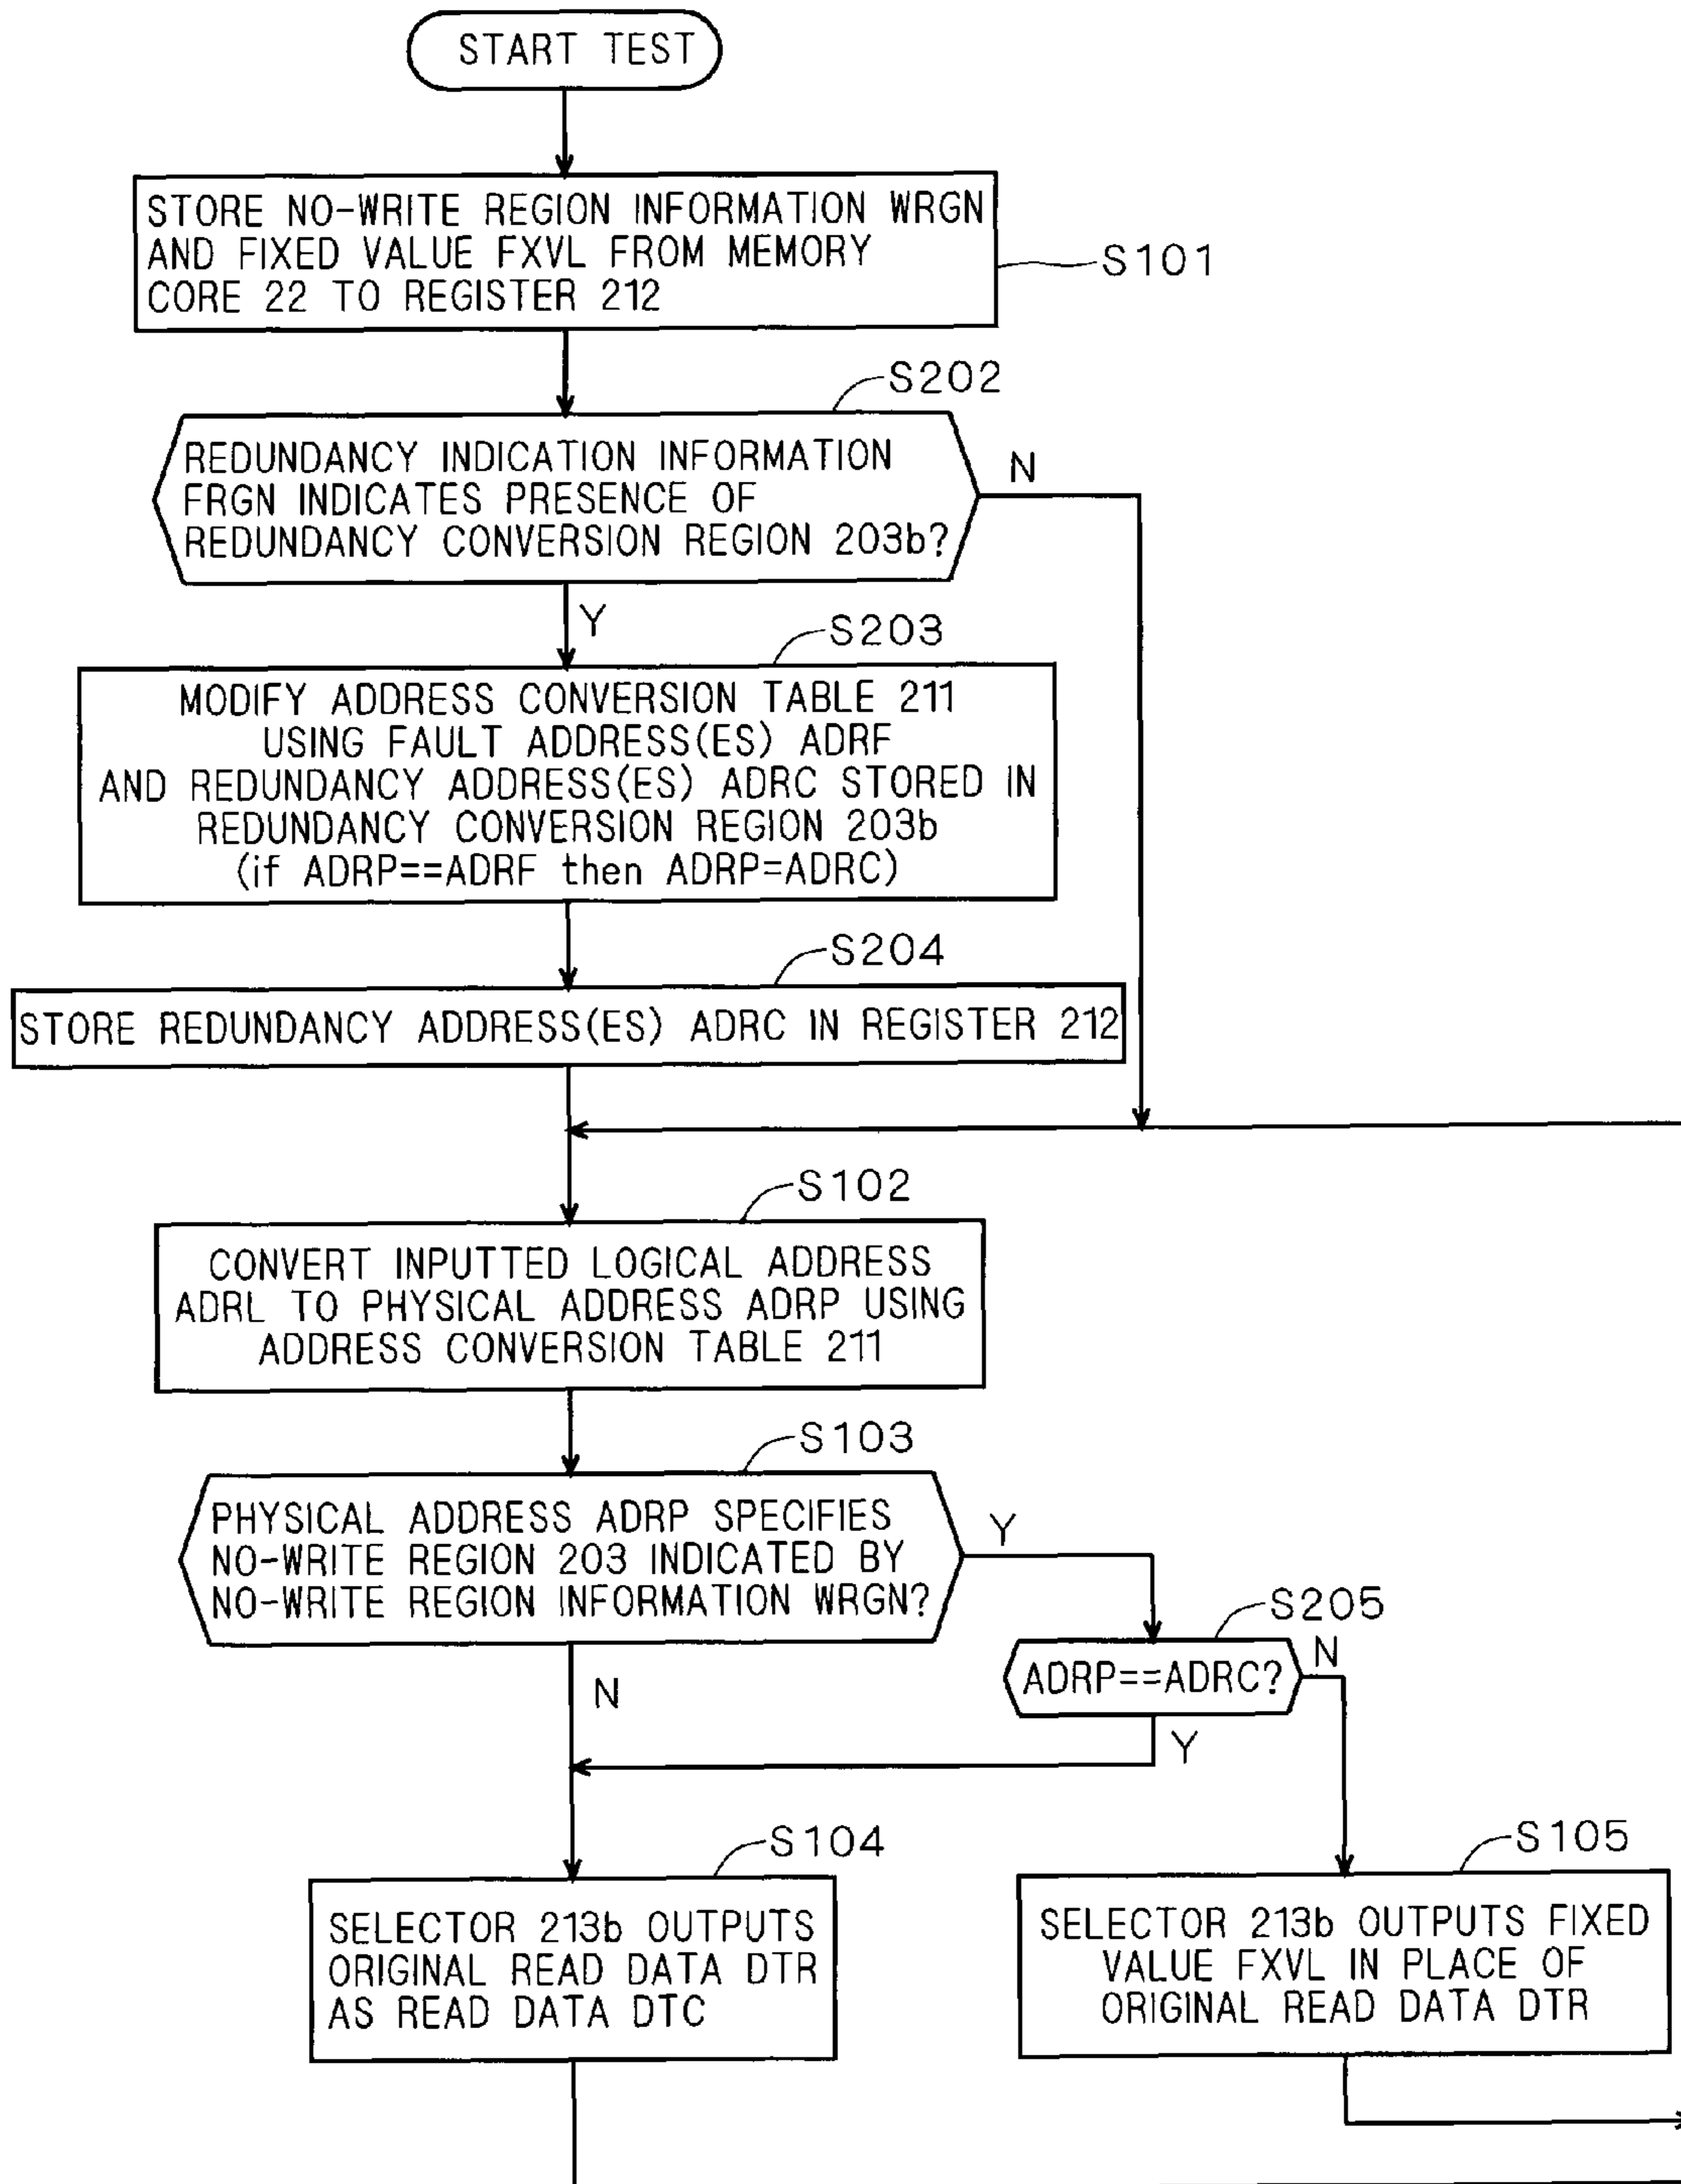 START TEST
STORE NO-WRITE REGION INFORMATION WRGN
AND FIXED VALUE FXVL FROM MEMORY
CORE 22 TO REGISTER 212
S101
S202
REDUNDANCY INDICATION INFORMATION
FRGN INDICATES PRESENCE OF
REDUNDANCY CONVERSION REGION 203b?
N
Y
S203
MODIFY ADDRESS CONVERSION TABLE 211
USING FAULT ADDRESS(ES) ADRF
AND REDUNDANCY ADDRESS(ES) ADRC STORED IN
REDUNDANCY CONVERSION REGION 203b
(if ADRP==ADRF then ADRP=ADRC)
S204
STORE REDUNDANCY ADDRESS(ES) ADRC IN REGISTER 212
S102
CONVERT INPUTTED LOGICAL ADDRESS
ADRL TO PHYSICAL ADDRESS ADRP USING
ADDRESS CONVERSION TABLE 211
S103
PHYSICAL ADDRESS ADRP SPECIFIES
NO-WRITE REGION 203 INDICATED BY
NO-WRITE REGION INFORMATION WRGN?
Y
S205
ADRP==ADRC?
N
N
Y
S104
SELECTOR 213b OUTPUTS
ORIGINAL READ DATA DTR
AS READ DATA DTC
S105
SELECTOR 213b OUTPUTS FIXED
VALUE FXVL IN PLACE OF
ORIGINAL READ DATA DTR